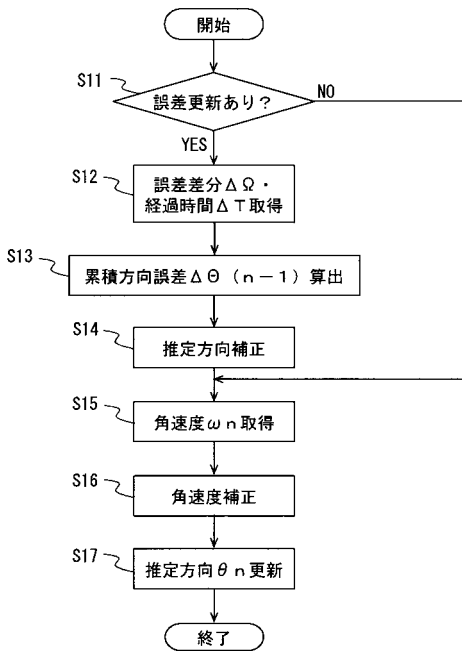 開始
S11
誤差更新あり？
NO
YES
S12
誤差差分ΔΩ・
経過時間ΔT取得
S13
累積方向誤差ΔΘ（n－1）算出
S14
推定方向補正
S15
角速度ωn取得
S16
角速度補正
S17
推定方向θn更新
終了